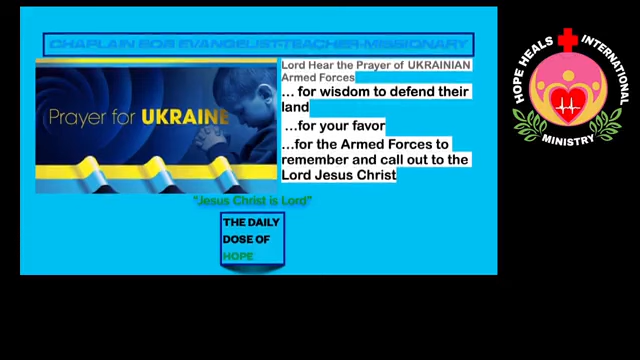 CHAPLAIN BOB EVANGELIST-TEACHER-MISSIONARY
Prayer for UKRAINE
Lord Hear the Prayer of UKRAINIAN
Armed Forces
... for wisdom to defend their
land
...for your favor
...for the Armed Forces to
remember and call out to the
Lord Jesus Christ
"Jesus Christ is Lord"
THE DAILY
DOSE OF
HOPE
HOPE HEALS INTERNATIONAL
MINISTRY